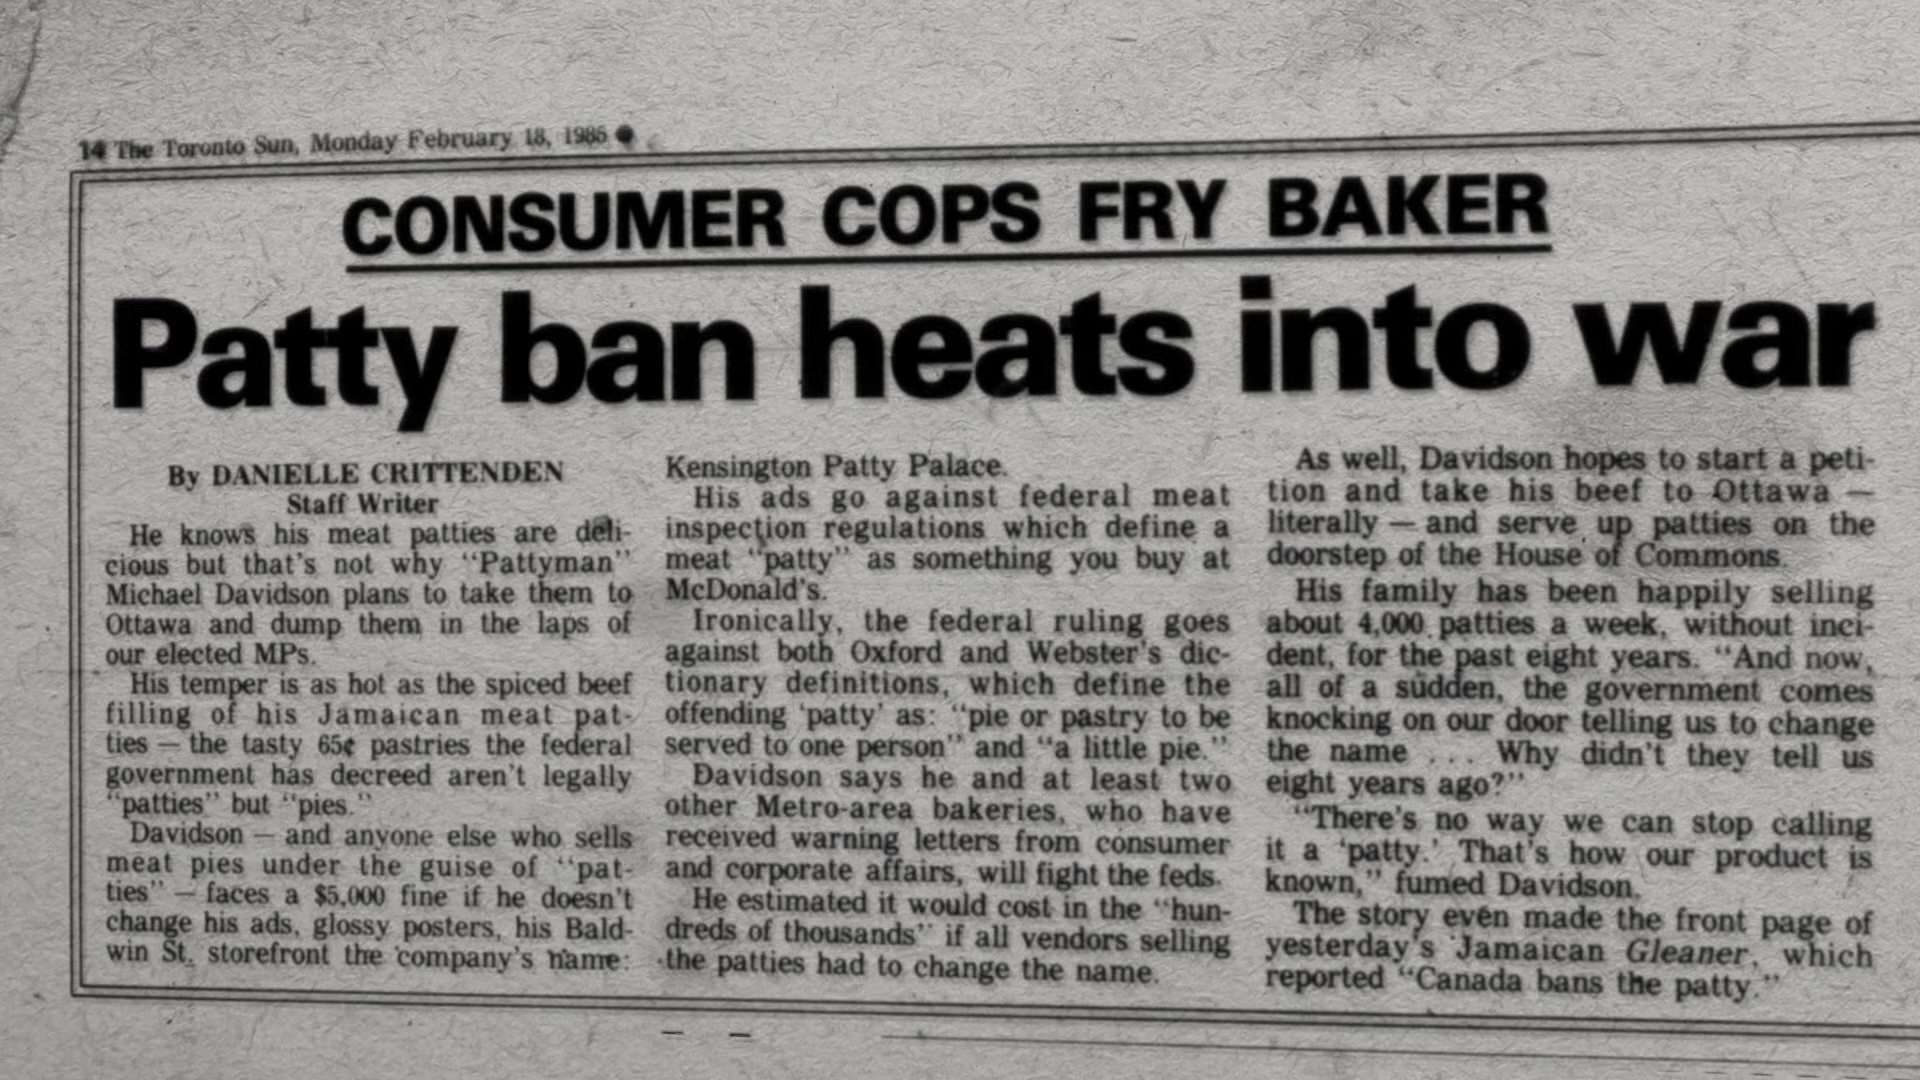 14 The Toronto Sun, Monday February 18, 1985 ●
CONSUMER COPS FRY BAKER
Patty ban heats into war
By DANIELLE CRITTENDEN
Staff Writer
He knows his meat patties are deli-
cious but that's not why "Pattyman"
Michael Davidson plans to take them to
Ottawa and dump them in the laps of
our elected MPs.
His temper is as hot as the spiced beef
filling of his Jamaican meat pat-
ties — the tasty 65¢ pastries the federal
government has decreed aren't legally
"patties" but "pies."
Davidson — and anyone else who sells
meat pies under the guise of "pat-
ties" — faces a $5,000 fine if he doesn't
change his ads, glossy posters, his Bald-
win St. storefront the company's name:
Kensington Patty Palace.
His ads go against federal meat
inspection regulations which define a
meat "patty" as something you buy at
McDonald's.
Ironically, the federal ruling goes
against both Oxford and Webster's dic-
tionary definitions, which define the
offending 'patty' as: "pie or pastry to be
served to one person" and "a little pie."
Davidson says he and at least two
other Metro-area bakeries, who have
received warning letters from consumer
and corporate affairs, will fight the feds.
He estimated it would cost in the "hun-
dreds of thousands" if all vendors selling
the patties had to change the name.
As well, Davidson hopes to start a peti-
tion and take his beef to Ottawa —
literally — and serve up patties on the
doorstep of the House of Commons.
His family has been happily selling
about 4,000 patties a week, without inci-
dent, for the past eight years. "And now,
all of a sudden, the government comes
knocking on our door telling us to change
the name ... Why didn't they tell us
eight years ago?"
"There's no way we can stop calling
it a 'patty.' That's how our product is
known," fumed Davidson.
The story even made the front page of
yesterday's Jamaican Gleaner, which
reported "Canada bans the patty."